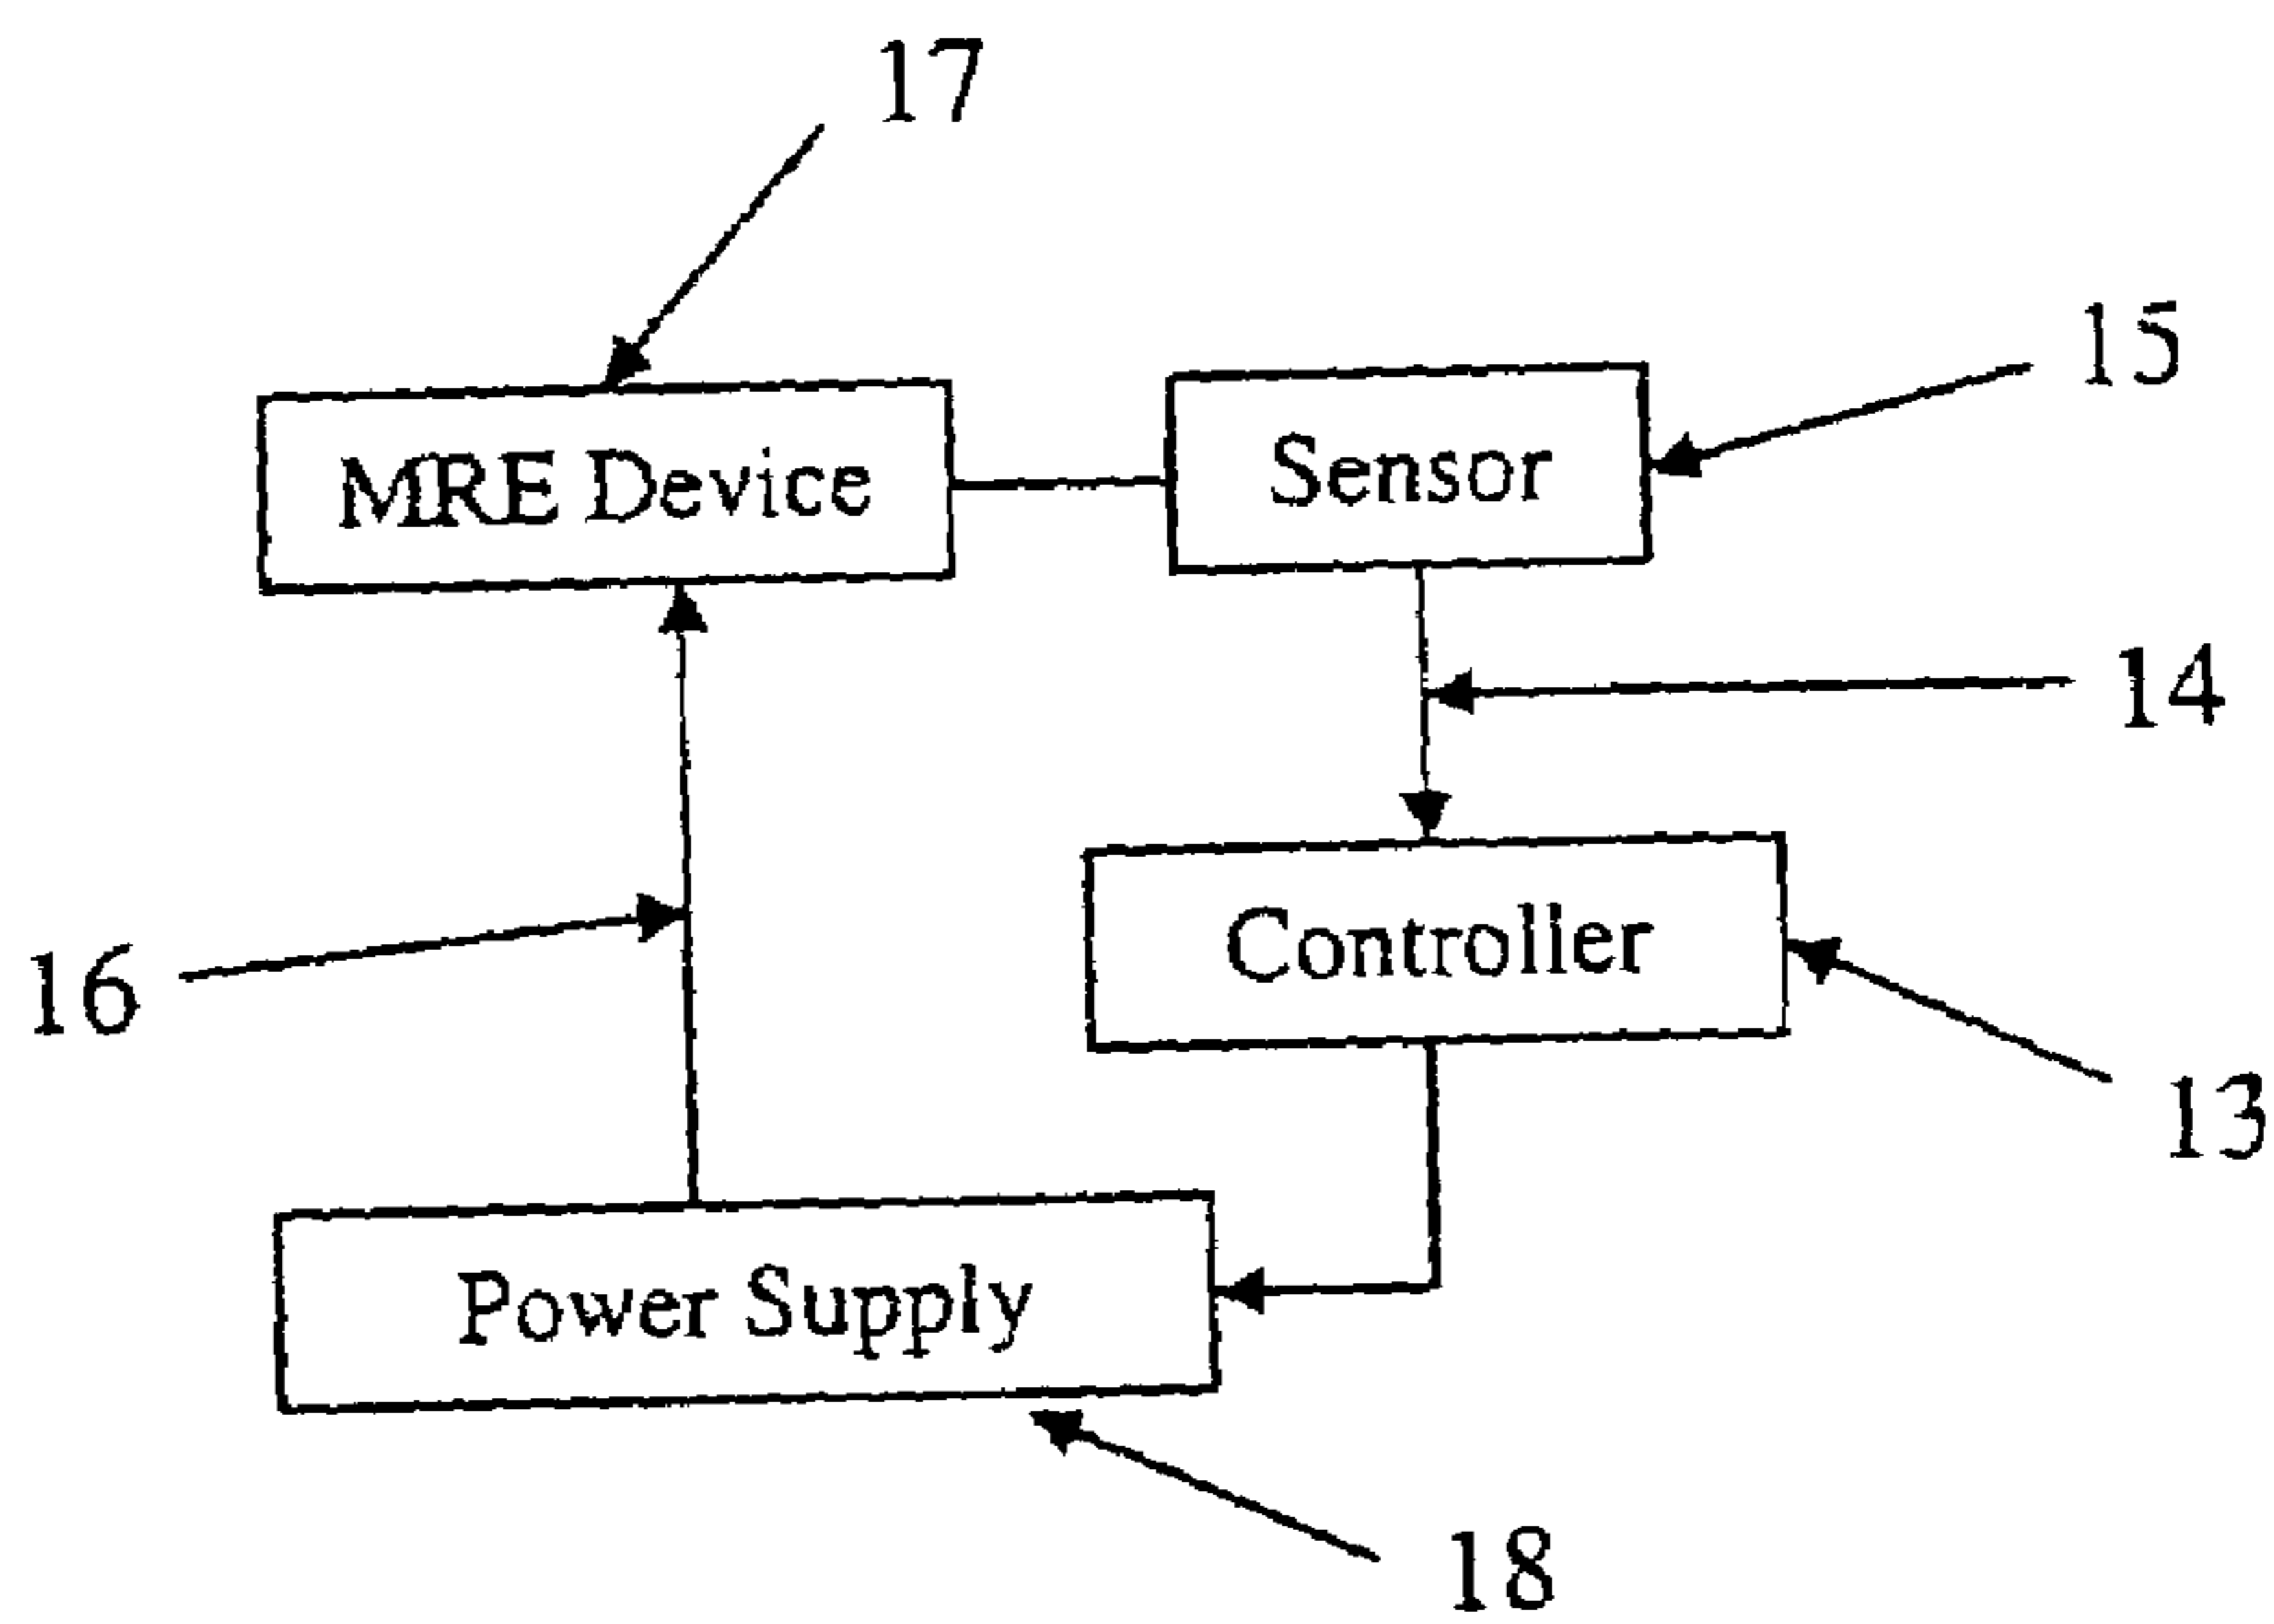 17
15
MRE Device
Sensor
14
Controller
16
13
Power Supply
18